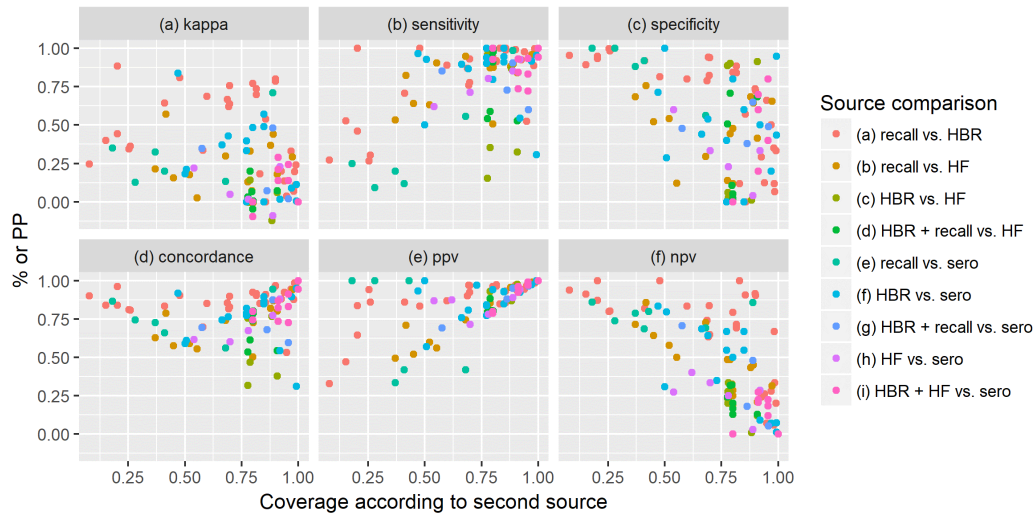 (a) kappa
(b) sensitivity
(c) specificity
1.00
0.75
0.50
0.25
0.00
(d) concordance
(e) ppv
(f) npv
1.00
0.75
0.50
0.25
0.00
% or PP
0.25 0.50 0.75 1.00
0.25 0.50 0.75 1.00
0.25 0.50 0.75 1.00
Coverage according to second source
Source comparison
(a) recall vs. HBR
(b) recall vs. HF
(c) HBR vs. HF
(d) HBR + recall vs. HF
(e) recall vs. sero
(f) HBR vs. sero
(g) HBR + recall vs. sero
(h) HF vs. sero
(i) HBR + HF vs. sero